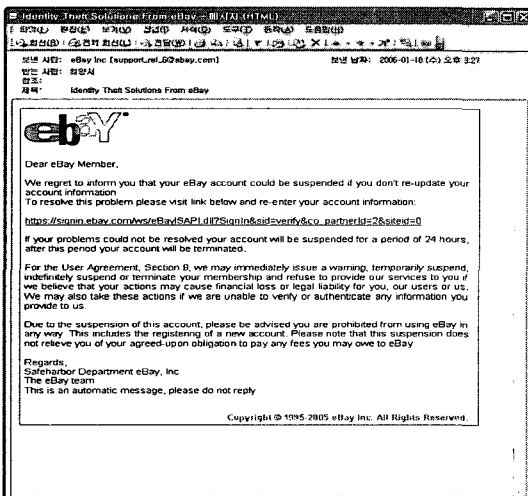 Identity Theft Solutions From eBay - 메시지 (HTML)
보낸 사람: eBay Inc [support_ref_6@ebay.com] 보낸 날짜: 2006-01-18 (수) 오후 3:27
받는 사람: 최양서
참조:
제목: Identity Theft Solutions From eBay
ebY
Dear eBay Member,
We regret to inform you that your eBay account could be suspended if you don't re-update your
account information
To resolve this problem please visit link below and re-enter your account information:
https://signin.ebay.com/ws/eBayISAPI.dll?SignIn&sid=verify&co_partnerId=2&siteid=0
If your problems could not be resolved your account will be suspended for a period of 24 hours,
after this period your account will be terminated.
For the User Agreement, Section 9, we may immediately issue a warning, temporarily suspend,
indefinitely suspend or terminate your membership and refuse to provide our services to you if
we believe that your actions may cause financial loss or legal liability for you, our users or us.
We may also take these actions if we are unable to verify or authenticate any information you
provide to us.
Due to the suspension of this account, please be advised you are prohibited from using eBay in
any way. This includes the registering of a new account. Please note that this suspension does
not relieve you of your agreed-upon obligation to pay any fees you may owe to eBay
Regards,
Safeharbor Department eBay, Inc
The eBay team
This is an automatic message, please do not reply
Copyright © 1995-2005 eBay Inc. All Rights Reserved.